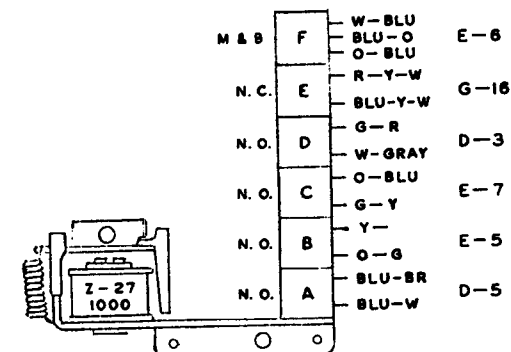 W-BLU
M & B F BLU-O E-6
O-BLU
R-Y-W
N.C. E G-16
BLU-Y-W
G-R
N.O. D D-3
W-GRAY
O-BLU
N.O. C E-7
G-Y
Y-
N.O. B E-5
O-G
BLU-BR
N.O. A D-5
BLU-W
Z-27
1000